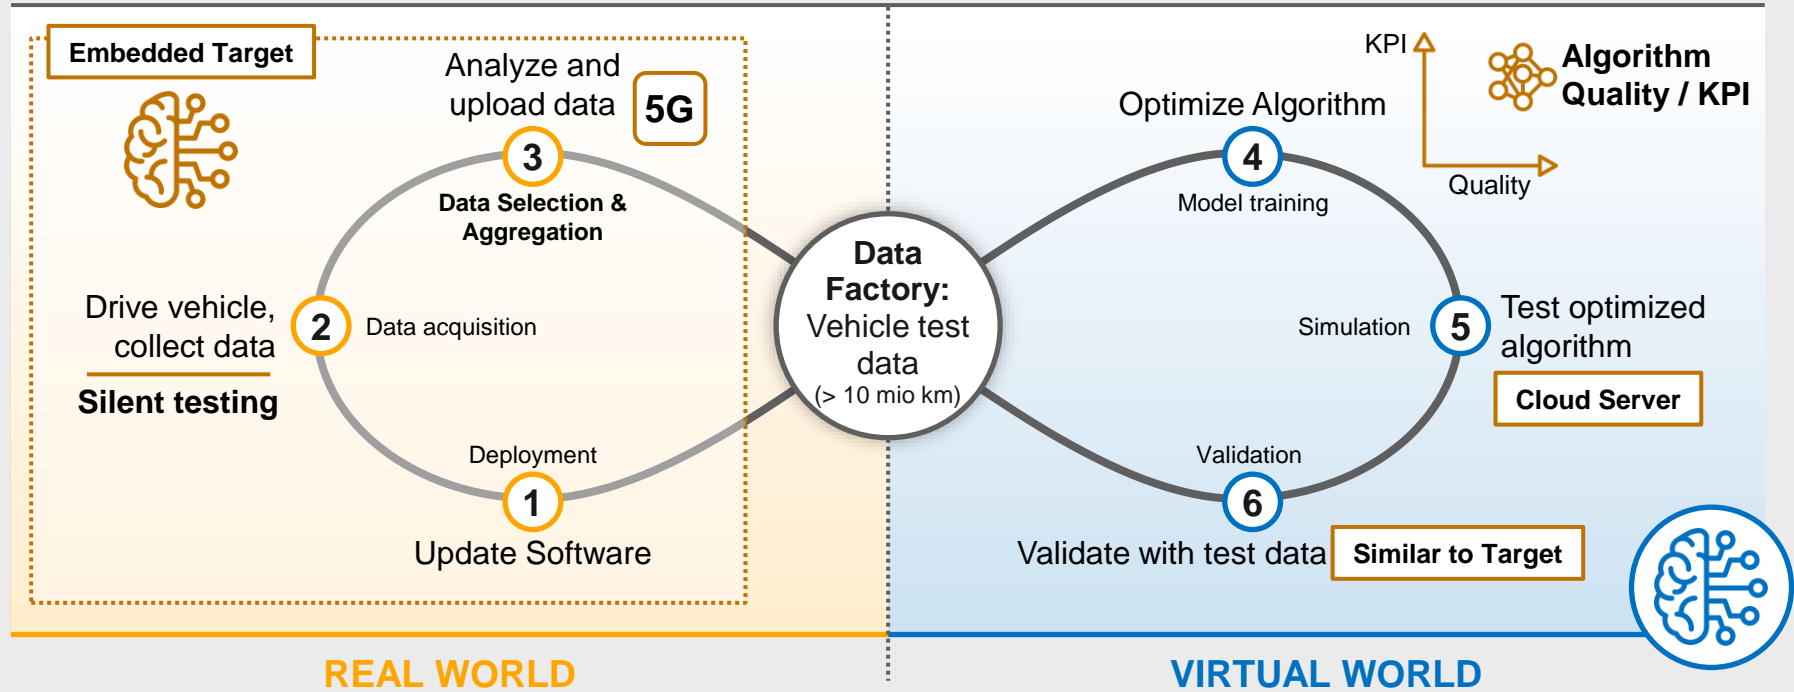 Embedded Target
Analyze and
upload data
5G
3
Data Selection &
Aggregation
Drive vehicle,
collect data
Silent testing
2
Data acquisition
Deployment
1
Update Software
Data
Factory:
Vehicle test
data
(> 10 mio km)
KPI
Quality
Algorithm
Quality / KPI
Optimize Algorithm
4
Model training
Simulation
5
Test optimized
algorithm
Cloud Server
Validation
6
Validate with test data
Similar to Target
REAL WORLD
VIRTUAL WORLD